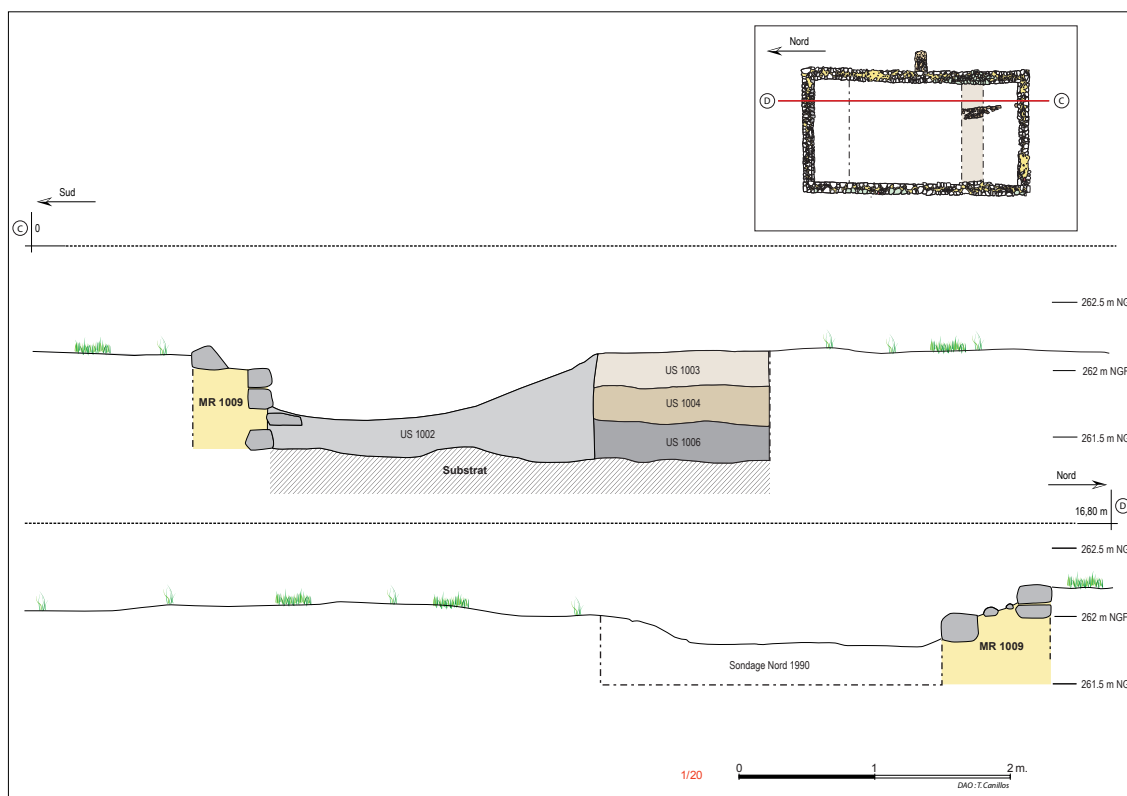 Nord
D
C
Sud
C 0
262.5 m NG
US 1003
262 m NGF
MR 1009
US 1004
US 1002
US 1006
261.5 m NG
Substrat
Nord
16,80 m D
262.5 m NG
262 m NGF
MR 1009
Sondage Nord 1990
261.5 m NG
1/20
0 1 2 m.
DAO : T. Canillos